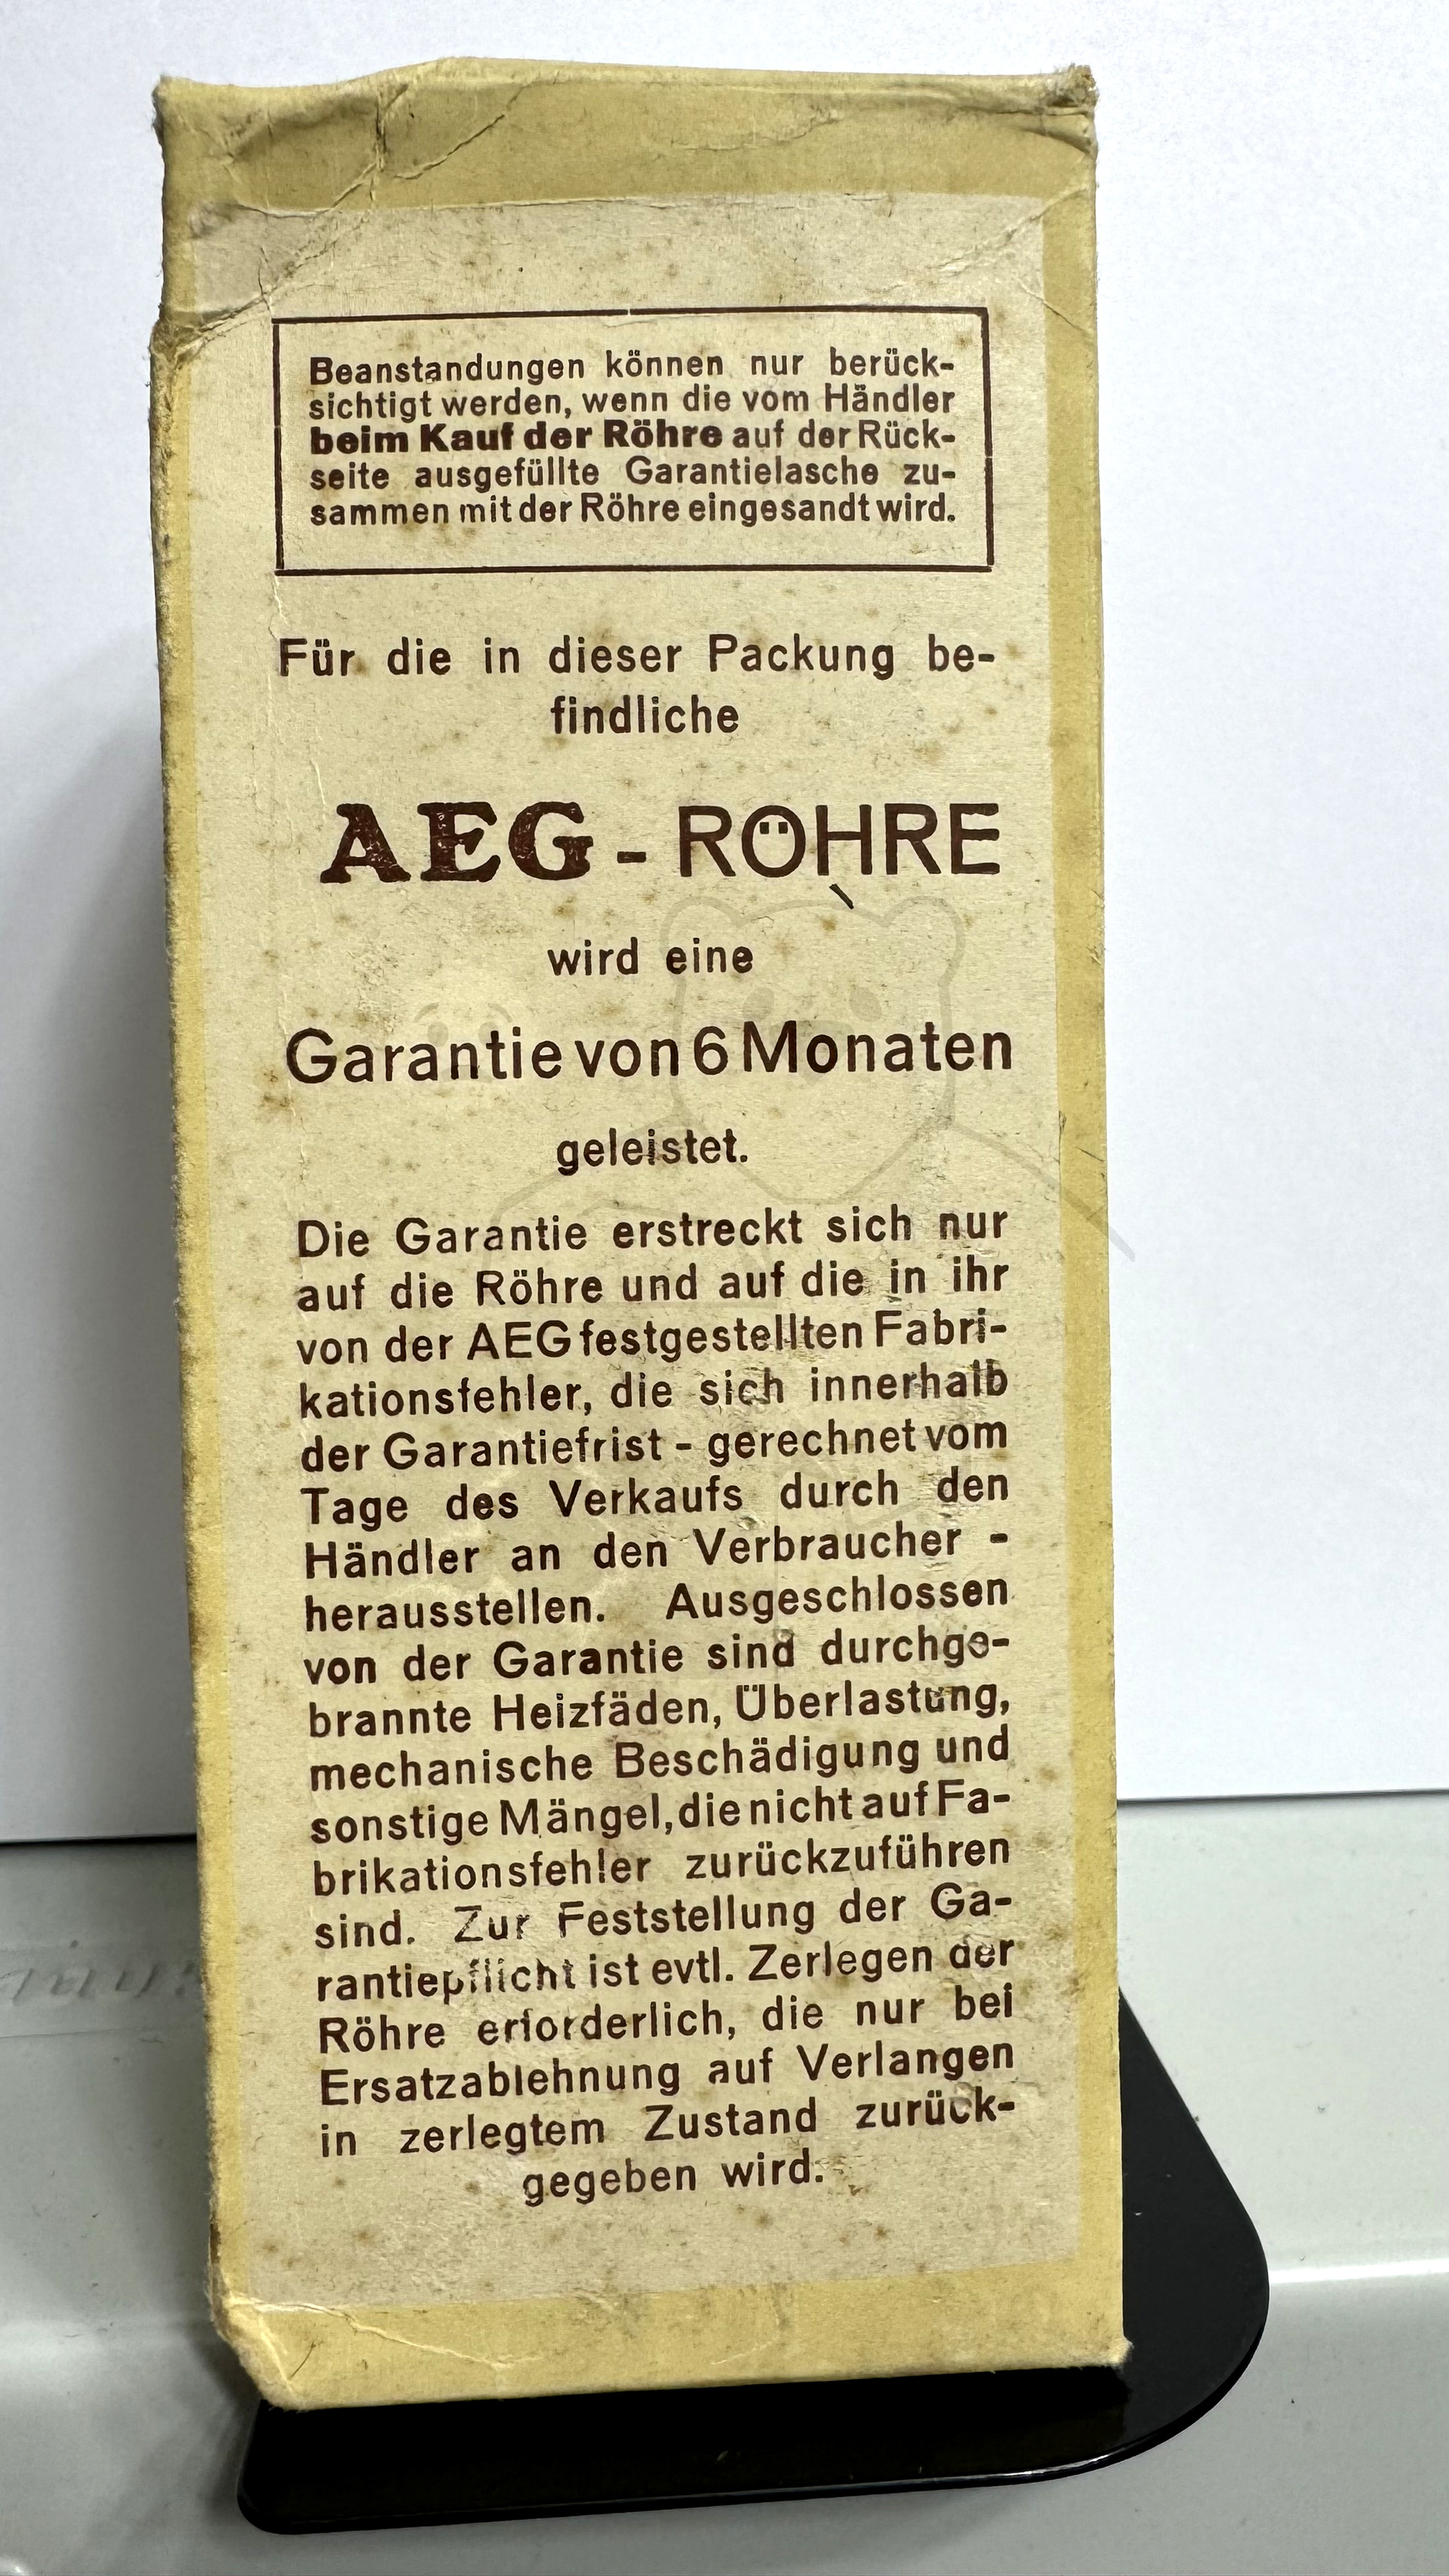 Beanstandungen können nur berück-
sichtigt werden, wenn die vom Händler
beim Kauf der Röhre auf der Rück-
seite ausgefüllte Garantielasche zu-
sammen mit der Röhre eingesandt wird.
Für die in dieser Packung be-
findliche
AEG - RÖHRE
wird eine
Garantie von 6 Monaten
geleistet.
Die Garantie erstreckt sich nur
auf die Röhre und auf die in ihr
von der AEG festgestellten Fabri-
kationsfehler, die sich innerhalb
der Garantiefrist - gerechnet vom
Tage des Verkaufs durch den
Händler an den Verbraucher -
herausstellen. Ausgeschlossen
von der Garantie sind durchge-
brannte Heizfäden, Überlastung,
mechanische Beschädigung und
sonstige Mängel, die nicht auf Fa-
brikationsfehler zurückzuführen
sind. Zur Feststellung der Ga-
rantiepflicht ist evtl. Zerlegen der
Röhre erforderlich, die nur bei
Ersatzablehnung auf Verlangen
in zerlegtem Zustand zurück-
gegeben wird.